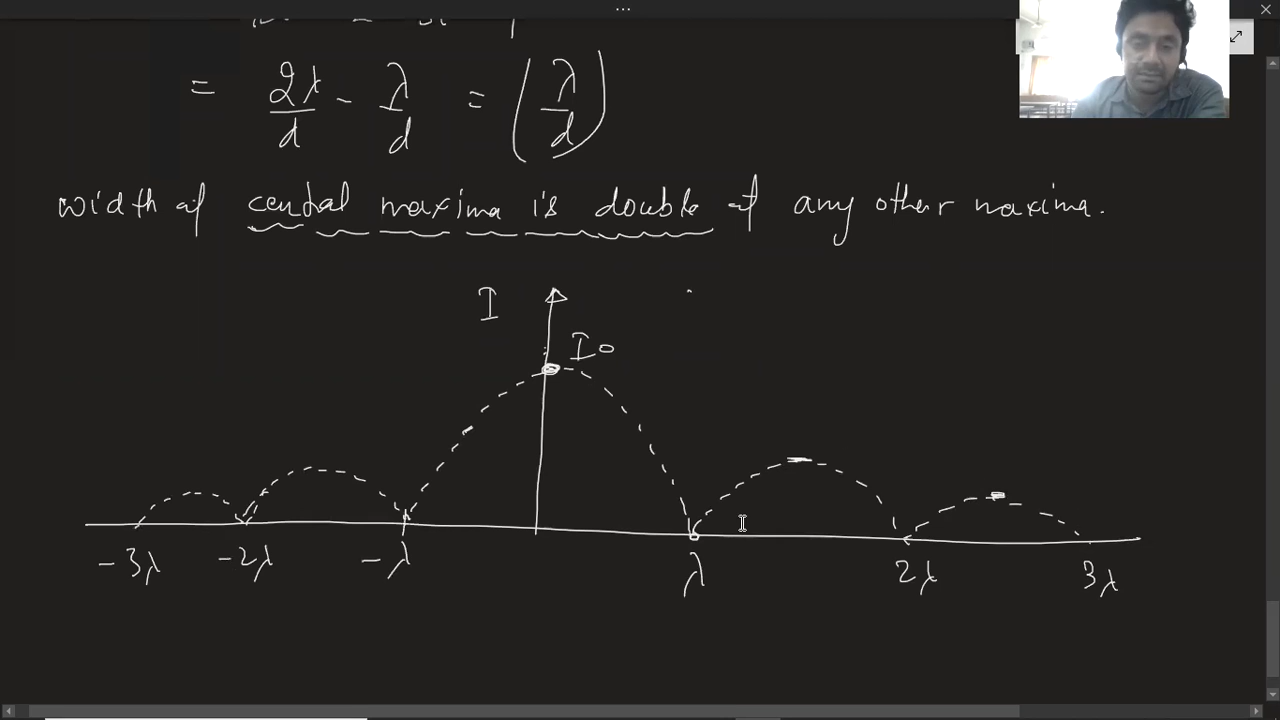 = 2λ/d - λ/d = (λ/d)
width of central maxima is double of any other maxima.
I
I0
-3λ -2λ -λ λ 2λ 3λ